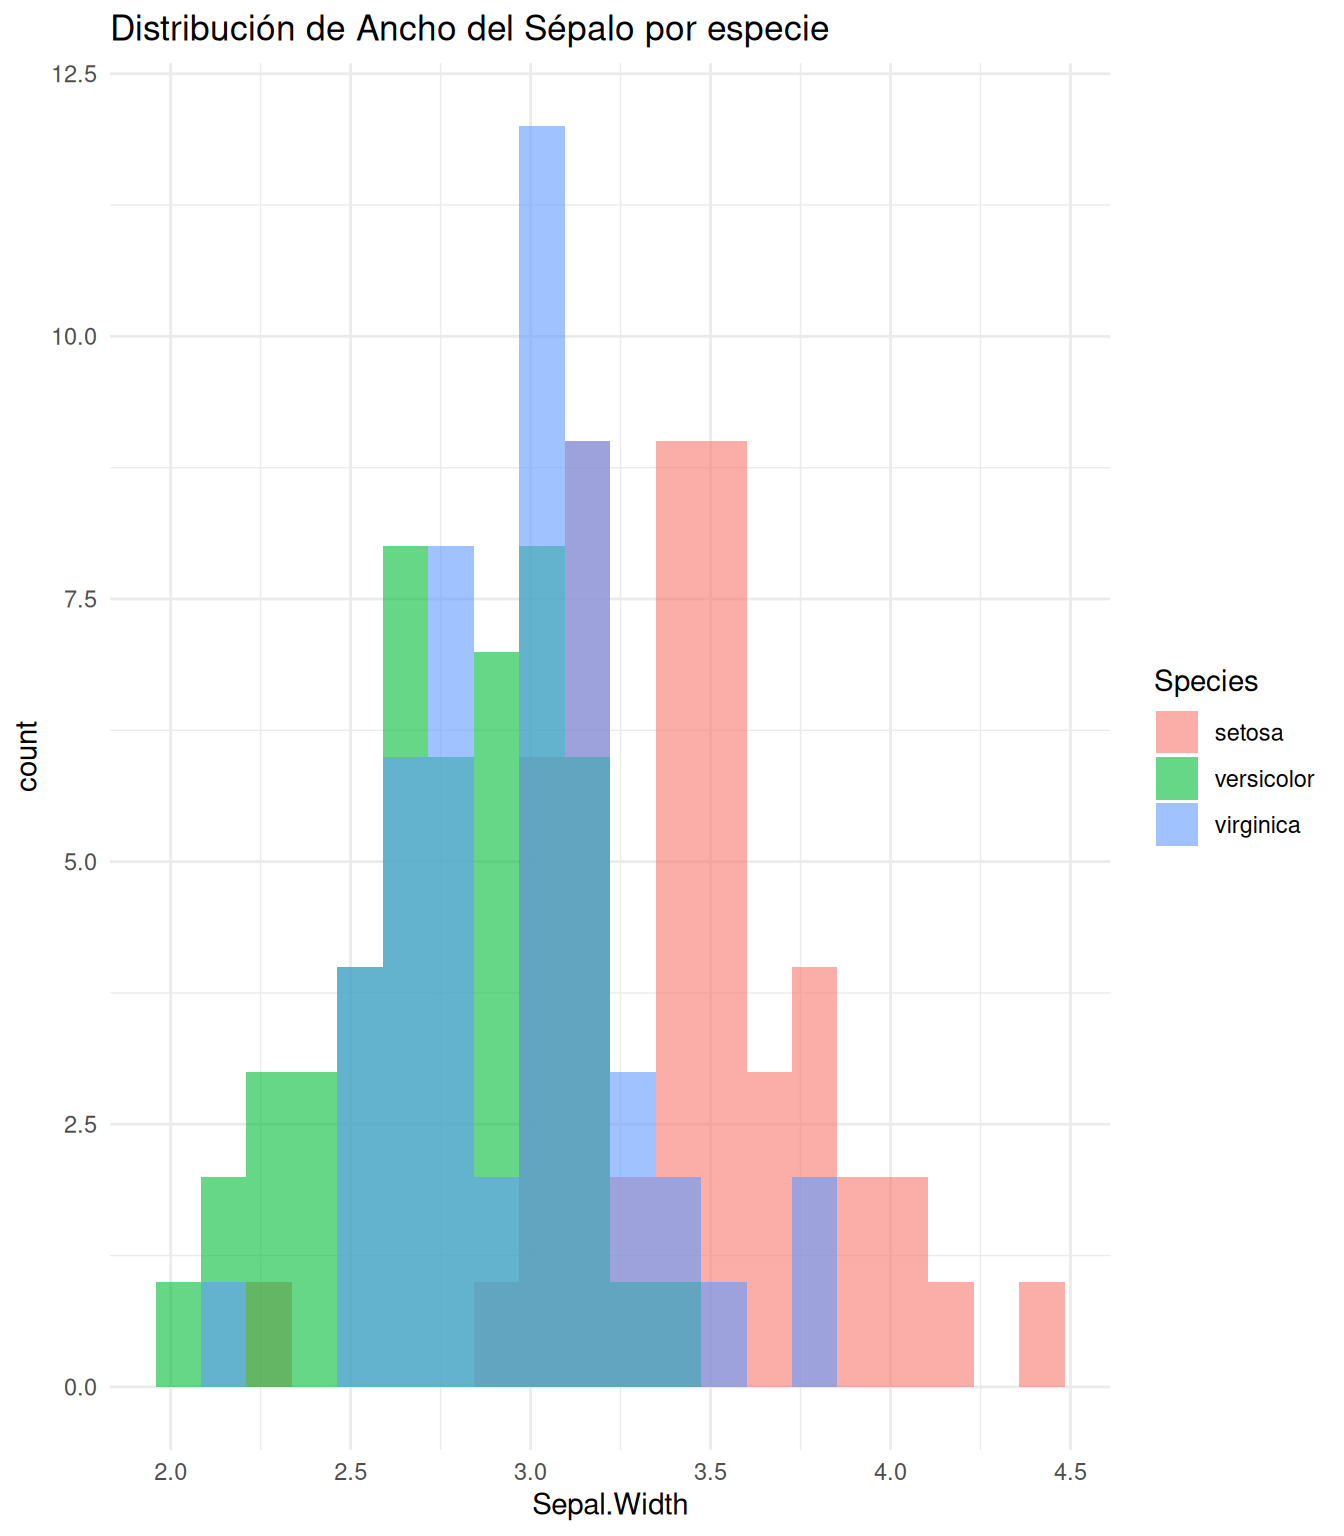 Distribución de Ancho del Sépalo por especie
12.5
10.0
7.5
5.0
2.5
0.0
count
2.0 2.5 3.0 3.5 4.0 4.5
Sepal.Width
Species
setosa
versicolor
virginica